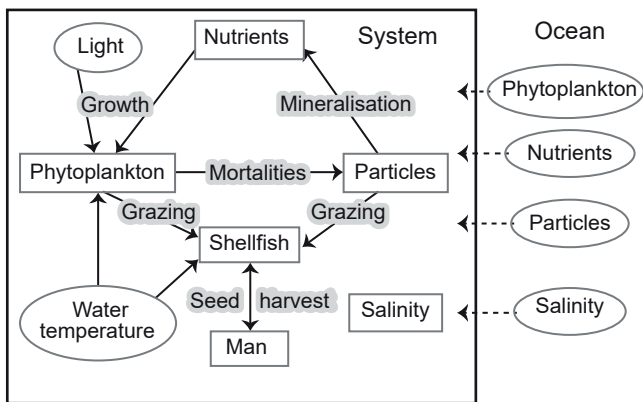 System
Ocean
Light
Nutrients
Phytoplankton
Growth
Mineralisation
Nutrients
Phytoplankton
Mortalities
Particles
Grazing
Grazing
Particles
Shellfish
Water
temperature
Seed
harvest
Salinity
Salinity
Man